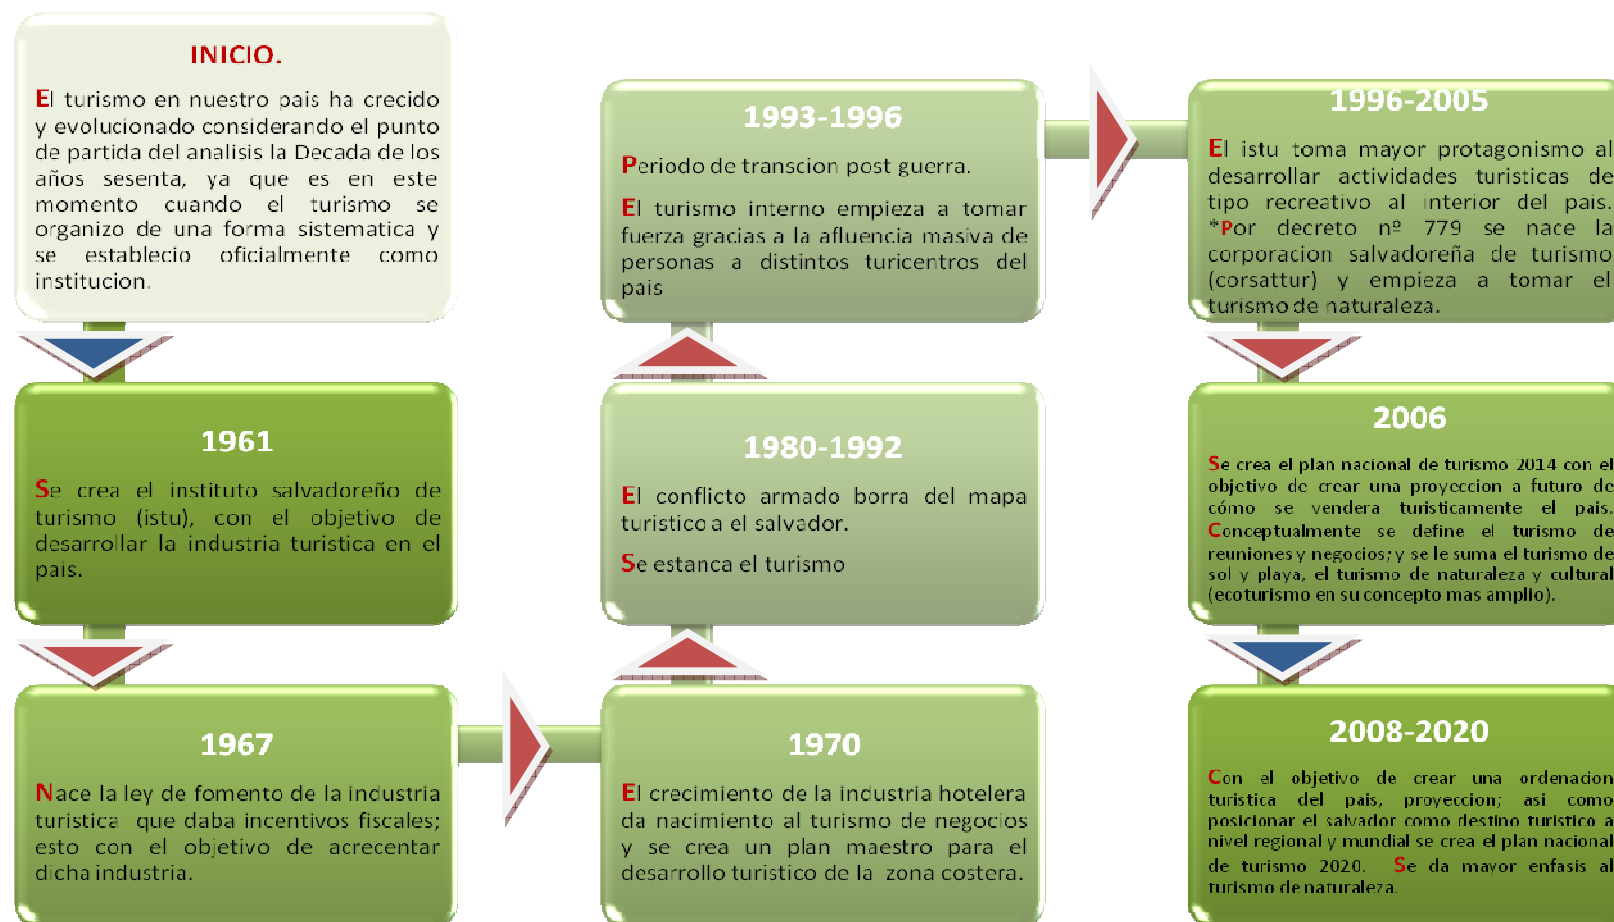 INICIO.
El turismo en nuestro pais ha crecido
y evolucionado considerando el punto
de partida del analisis la Decada de los
años sesenta, ya que es en este
momento cuando el turismo se
organizo de una forma sistematica y
se establecio oficialmente como
institucion.
1961
Se crea el instituto salvadoreño de
turismo (istu), con el objetivo de
desarrollar la industria turistica en el
pais.
1967
Nace la ley de fomento de la industria
turistica que daba incentivos fiscales;
esto con el objetivo de acrecentar
dicha industria.
1970
El crecimiento de la industria hotelera
da nacimiento al turismo de negocios
y se crea un plan maestro para el
desarrollo turistico de la zona costera.
1980-1992
El conflicto armado borra del mapa
turistico a el salvador.
Se estanca el turismo
1993-1996
Periodo de transcion post guerra.
El turismo interno empieza a tomar
fuerza gracias a la afluencia masiva de
personas a distintos turicentros del
pais
1996-2005
El istu toma mayor protagonismo al
desarrollar actividades turisticas de
tipo recreativo al interior del pais.
*Por decreto nº 779 se nace la
corporacion salvadoreña de turismo
(corsattur) y empieza a tomar el
turismo de naturaleza.
2006
Se crea el plan nacional de turismo 2014 con el
objetivo de crear una proyeccion a futuro de
cómo se vendera turisticamente el pais.
Conceptualmente se define el turismo de
reuniones y negocios; y se le suma el turismo de
sol y playa, el turismo de naturaleza y cultural
(ecoturismo en su concepto mas amplio).
2008-2020
Con el objetivo de crear una ordenacion
turistica del pais, proyeccion; asi como
posicionar el salvador como destino turistico a
nivel regional y mundial se crea el plan nacional
de turismo 2020. Se da mayor enfasis al
turismo de naturaleza.